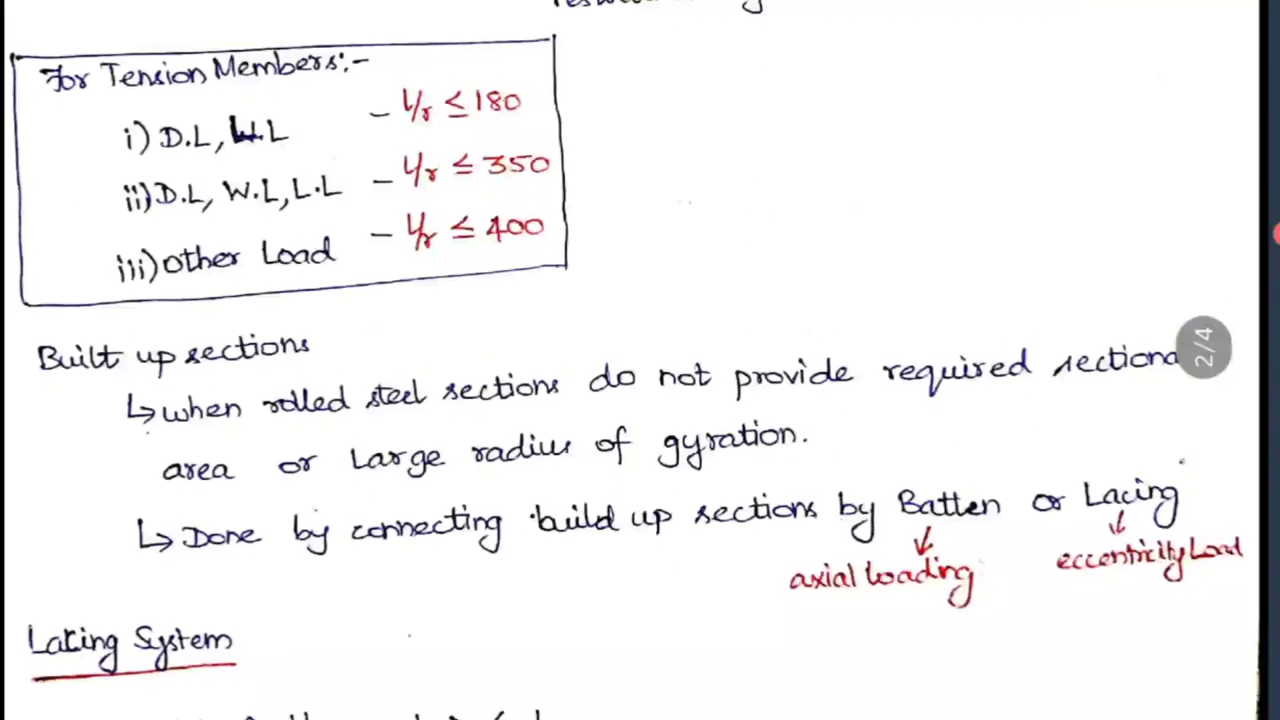 For Tension Members:-
i) D.L, W.L - L/r ≤ 180
ii) D.L, W.L, L.L - L/r ≤ 350
iii) other Load - L/r ≤ 400
Built up sections
↳ when rolled steel sections do not provide required sectiona
area or Large radius of gyration.
↳ Done by connecting build up sections by Batten or Lacing
axial loading eccentricity Load
Lacing System
2/4